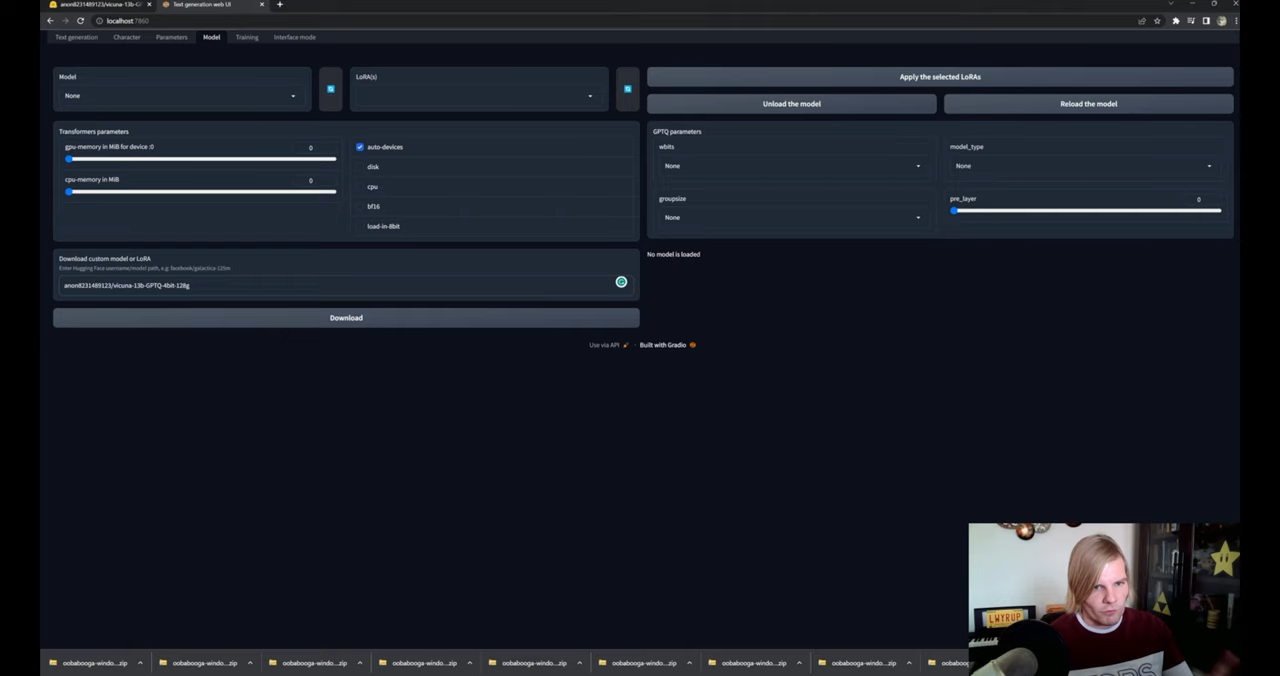 anon8231489123/vicuna-13b-GP
Text generation web UI
localhost:7860
Text generation
Character
Parameters
Model
Training
Interface mode
Model
None
LoRA(s)
Apply the selected LoRAs
Unload the model
Reload the model
Transformers parameters
gpu-memory in MiB for device :0
0
cpu-memory in MiB
0
auto-devices
disk
cpu
bf16
load-in-8bit
GPTQ parameters
wbits
None
model_type
None
groupsize
None
pre_layer
0
Download custom model or LoRA
Enter Hugging Face username/model path, e.g: facebook/galactica-125m
anon8231489123/vicuna-13b-GPTQ-4bit-128g
Download
No model is loaded
Use via API
Built with Gradio
oobabooga-windo....zip
oobabooga-windo....zip
oobabooga-windo....zip
oobabooga-windo....zip
oobabooga-windo....zip
oobabooga-windo....zip
oobabooga-windo....zip
oobabooga-windo....zip
ooboboog
LWYRUP